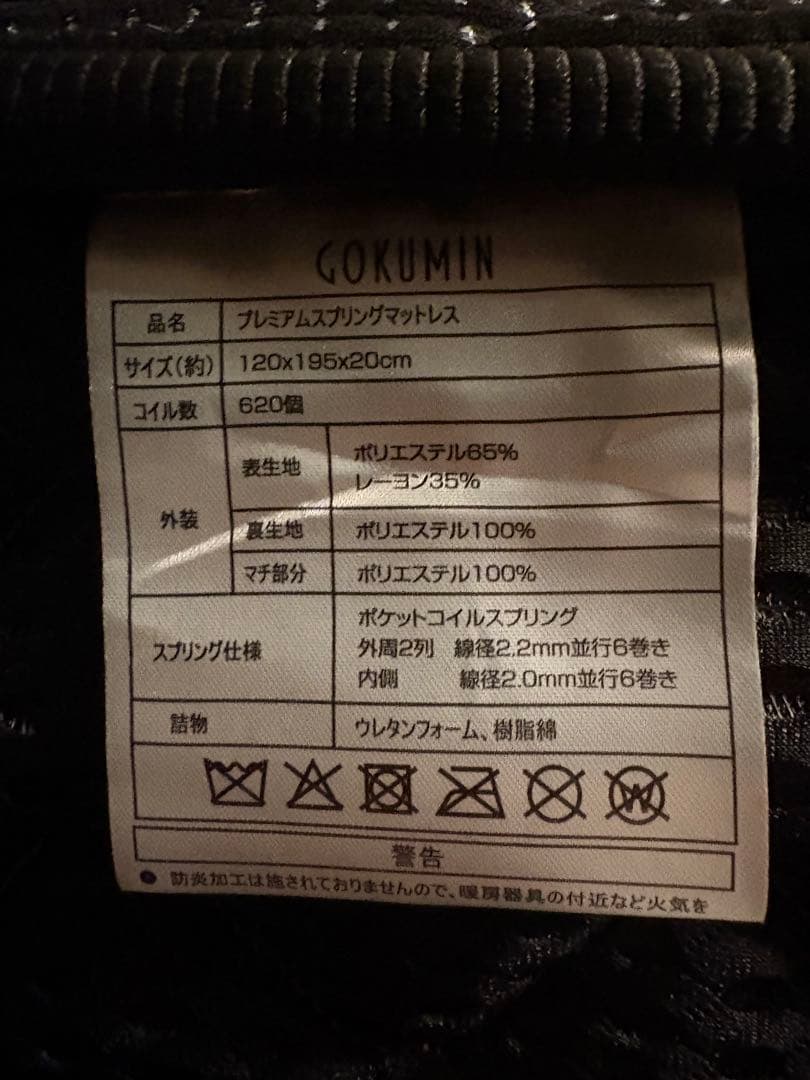 GOKUMIN
品名 プレミアムスプリングマットレス
サイズ(約) 120x195x20cm
コイル数 620個
外装
表生地 ポリエステル65%
レーヨン35%
裏生地 ポリエステル100%
マチ部分 ポリエステル100%
スプリング仕様
ポケットコイルスプリング
外周2列 線径2.2mm並行6巻き
内側 線径2.0mm並行6巻き
詰物 ウレタンフォーム、樹脂綿
W
警告
● 防炎加工は施されておりませんので、暖房器具の付近など火気を